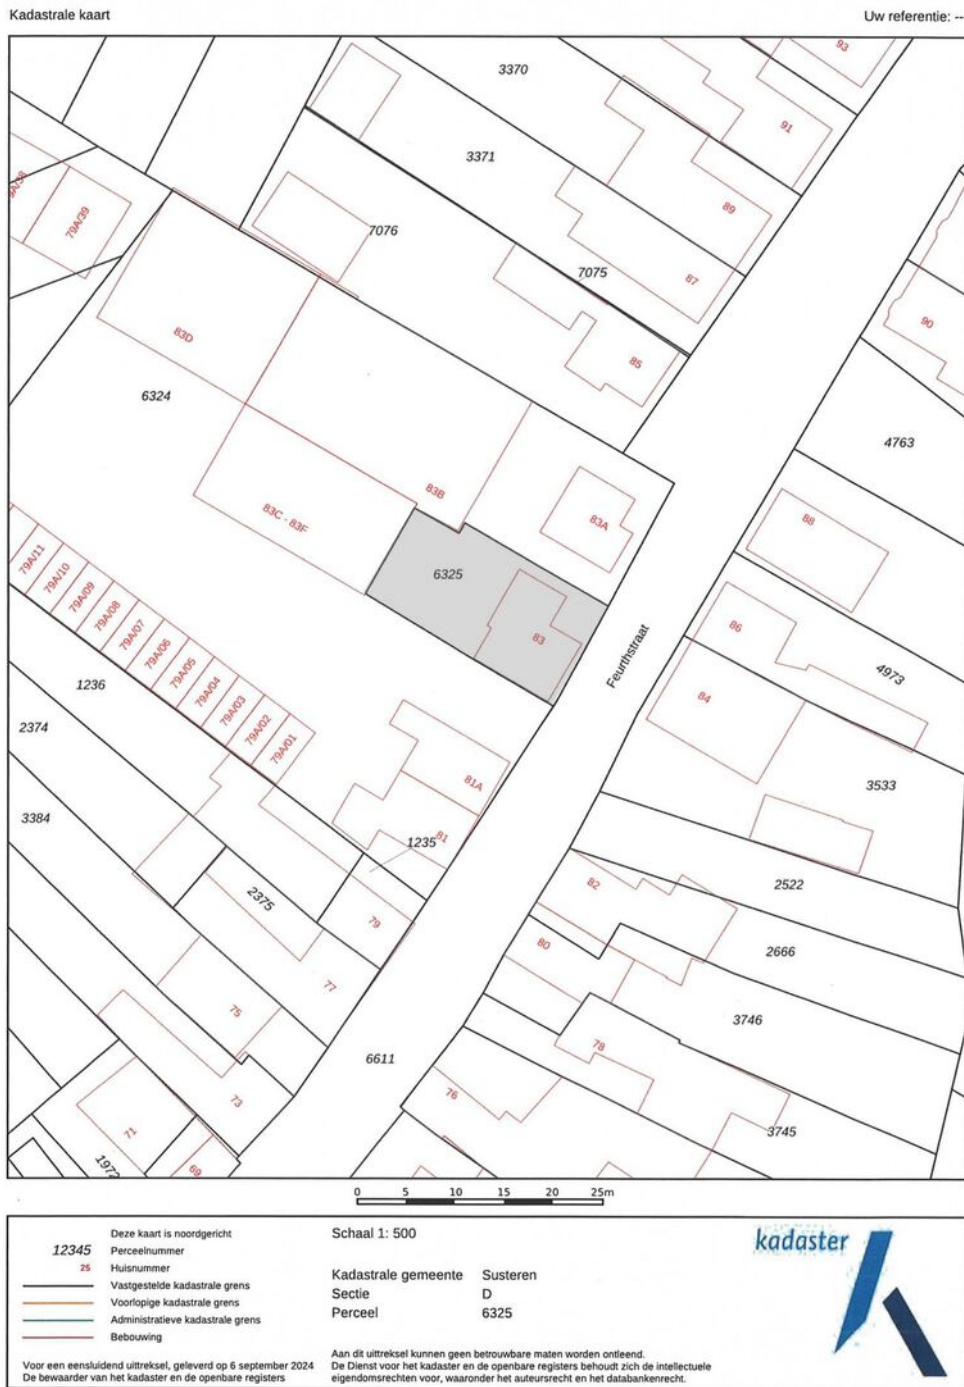 Kadastrale kaart
Uw referentie: --
93
3370
91
3371
89
79A/38
79A/39
7076
7075
87
90
83D
85
6324
4763
83B
83C - 83F
83A
88
79A/11
79A/10
79A/09
79A/08
79A/07
79A/06
79A/05
79A/04
79A/03
79A/02
79A/01
6325
83
86
Feurthstraat
4973
1236
84
2374
81A
3533
3384
81
1235
2375
82
2522
79
80
2666
77
75
3746
6611
78
73
76
71
3745
1972
69
0 5 10 15 20 25m
Deze kaart is noordgericht
12345 Perceelnummer
25 Huisnummer
Vastgestelde kadastrale grens
Voorlopige kadastrale grens
Administratieve kadastrale grens
Bebouwing
Voor een eensluidend uittreksel, geleverd op 6 september 2024
De bewaarder van het kadaster en de openbare registers
Schaal 1: 500
Kadastrale gemeente Susteren
Sectie D
Perceel 6325
Aan dit uittreksel kunnen geen betrouwbare maten worden ontleend.
De Dienst voor het kadaster en de openbare registers behoudt zich de intellectuele
eigendomsrechten voor, waaronder het auteursrecht en het databankenrecht.
kadaster